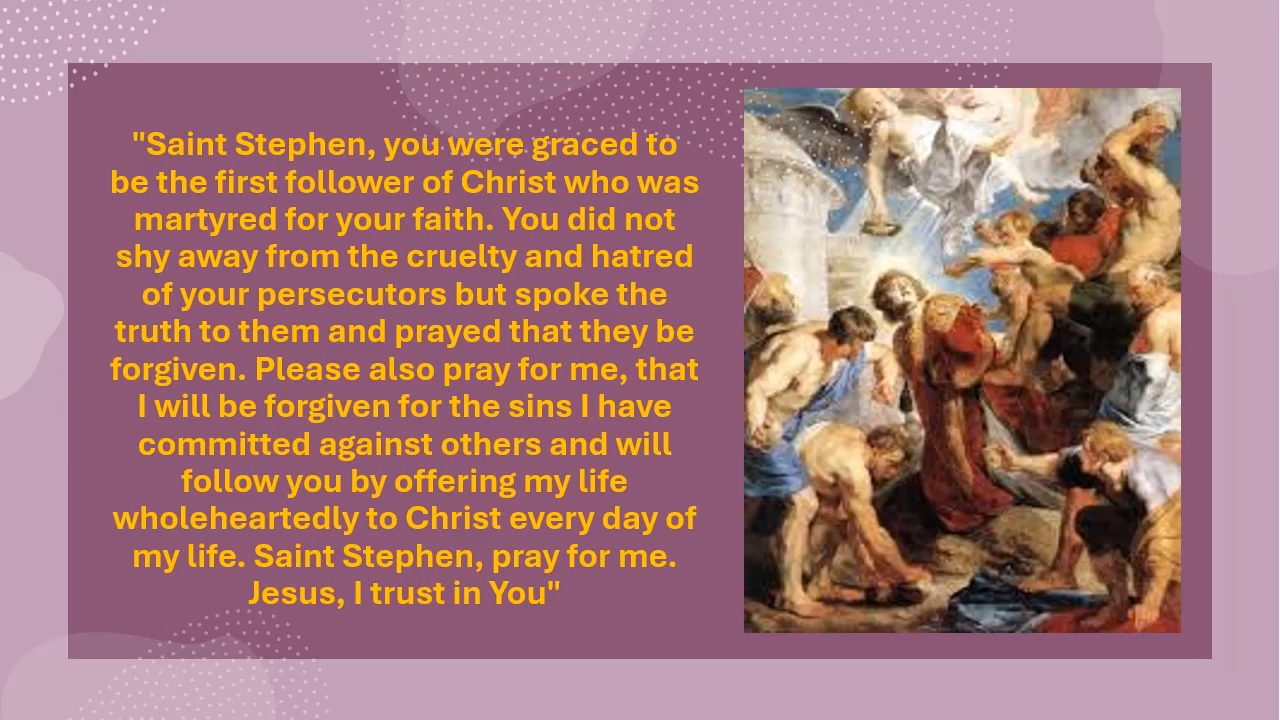 "Saint Stephen, you were graced to
be the first follower of Christ who was
martyred for your faith. You did not
shy away from the cruelty and hatred
of your persecutors but spoke the
truth to them and prayed that they be
forgiven. Please also pray for me, that
I will be forgiven for the sins I have
committed against others and will
follow you by offering my life
wholeheartedly to Christ every day of
my life. Saint Stephen, pray for me.
Jesus, I trust in You"